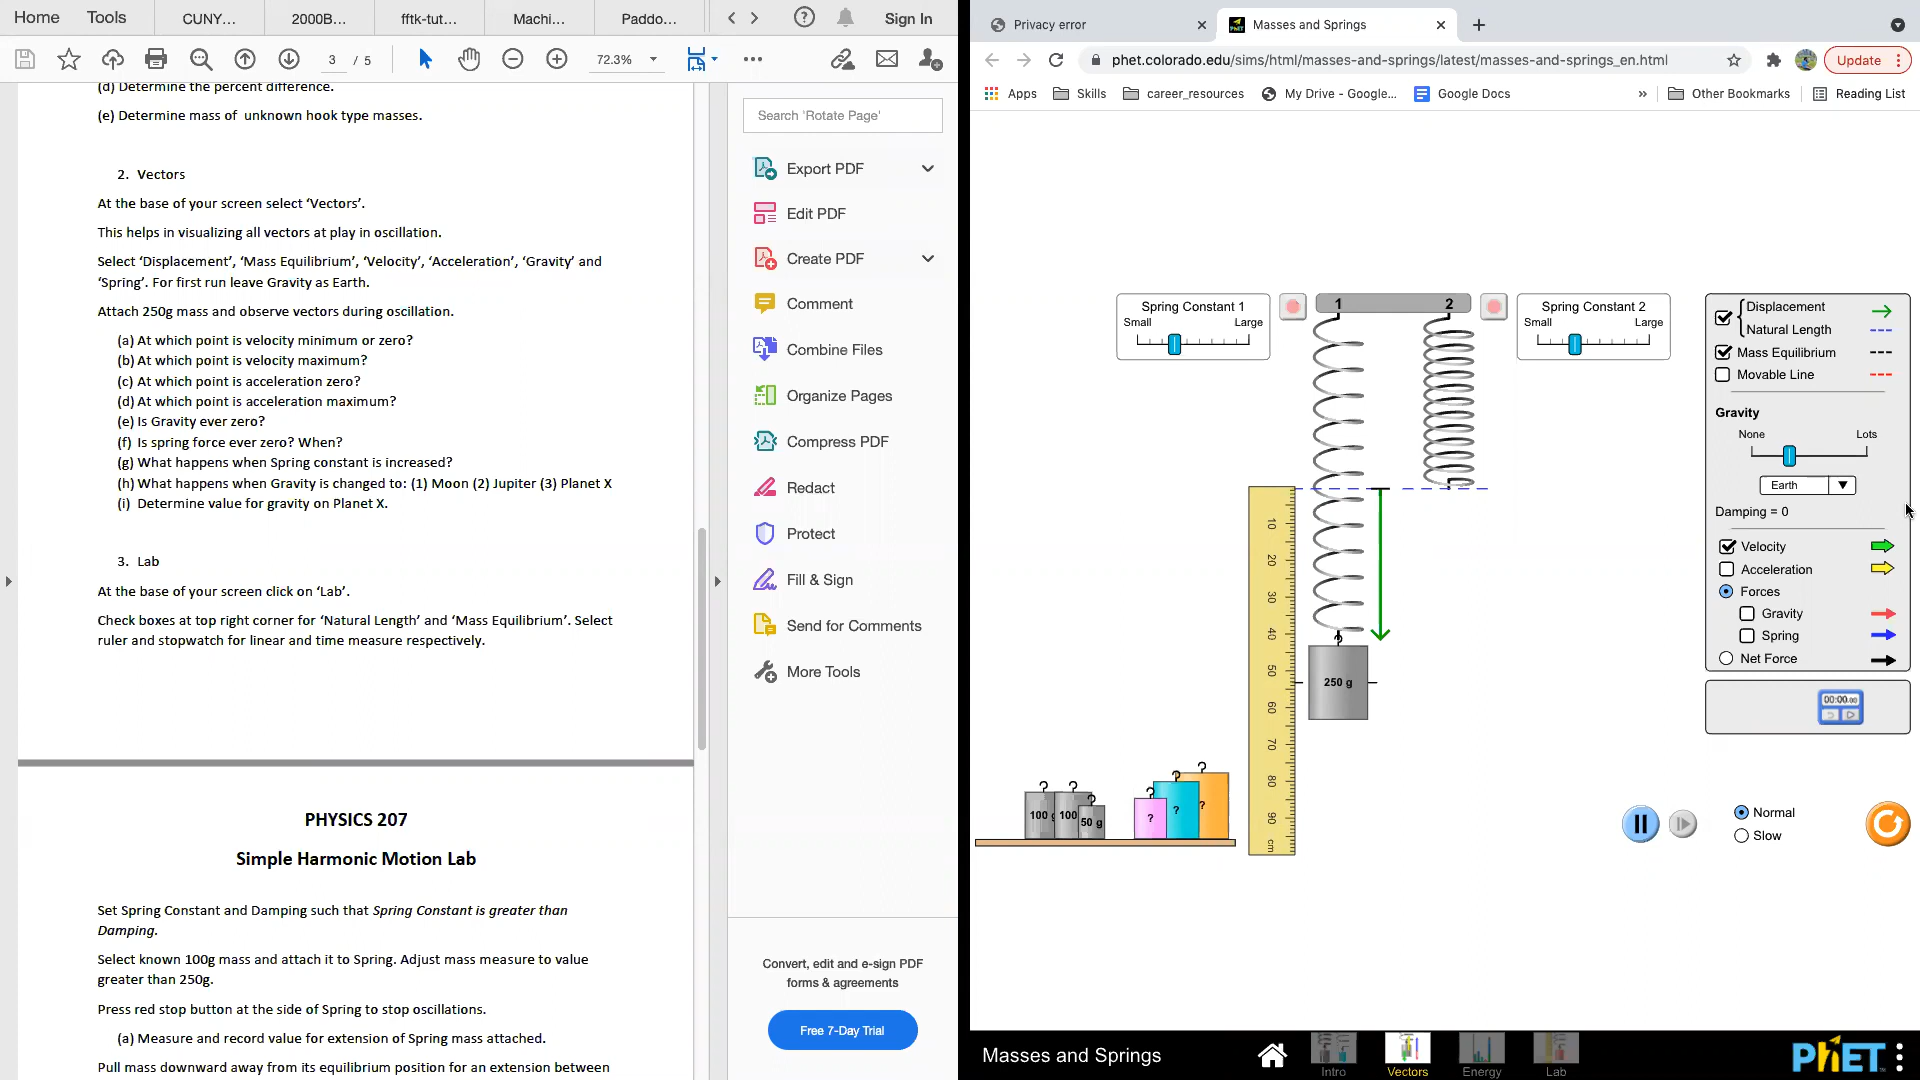 Home
Tools
CUNY...
2000B...
fftk-tut...
Machi...
Paddo...
Sign In
3 / 5
72.3%
(d) Determine the percent difference.
(e) Determine mass of unknown hook type masses.
2. Vectors
At the base of your screen select ‘Vectors’.
This helps in visualizing all vectors at play in oscillation.
Select ‘Displacement’, ‘Mass Equilibrium’, ‘Velocity’, ‘Acceleration’, ‘Gravity’ and
‘Spring’. For first run leave Gravity as Earth.
Attach 250g mass and observe vectors during oscillation.
(a) At which point is velocity minimum or zero?
(b) At which point is velocity maximum?
(c) At which point is acceleration zero?
(d) At which point is acceleration maximum?
(e) Is Gravity ever zero?
(f) Is spring force ever zero? When?
(g) What happens when Spring constant is increased?
(h) What happens when Gravity is changed to: (1) Moon (2) Jupiter (3) Planet X
(i) Determine value for gravity on Planet X.
3. Lab
At the base of your screen click on ‘Lab’.
Check boxes at top right corner for ‘Natural Length’ and ‘Mass Equilibrium’. Select
ruler and stopwatch for linear and time measure respectively.
PHYSICS 207
Simple Harmonic Motion Lab
Set Spring Constant and Damping such that Spring Constant is greater than
Damping.
Select known 100g mass and attach it to Spring. Adjust mass measure to value
greater than 250g.
Press red stop button at the side of Spring to stop oscillations.
(a) Measure and record value for extension of Spring mass attached.
Pull mass downward away from its equilibrium position for an extension between
Search 'Rotate Page'
Export PDF
Edit PDF
Create PDF
Comment
Combine Files
Organize Pages
Compress PDF
Redact
Protect
Fill & Sign
Send for Comments
More Tools
Convert, edit and e-sign PDF
forms & agreements
Free 7-Day Trial
Privacy error
Masses and Springs
phet.colorado.edu/sims/html/masses-and-springs/latest/masses-and-springs_en.html
Update
Apps
Skills
career_resources
My Drive - Google...
Google Docs
»
Other Bookmarks
Reading List
Spring Constant 1
Small
Large
1
2
Spring Constant 2
Small
Large
10
20
30
40
50
60
70
80
90
cm
250 g
100 g
100
50 g
?
?
?
Displacement
Natural Length
Mass Equilibrium
Movable Line
Gravity
None
Lots
Earth
Damping = 0
Velocity
Acceleration
Forces
Gravity
Spring
Net Force
00:00.00
Normal
Slow
Masses and Springs
Intro
Vectors
Energy
Lab
PhET